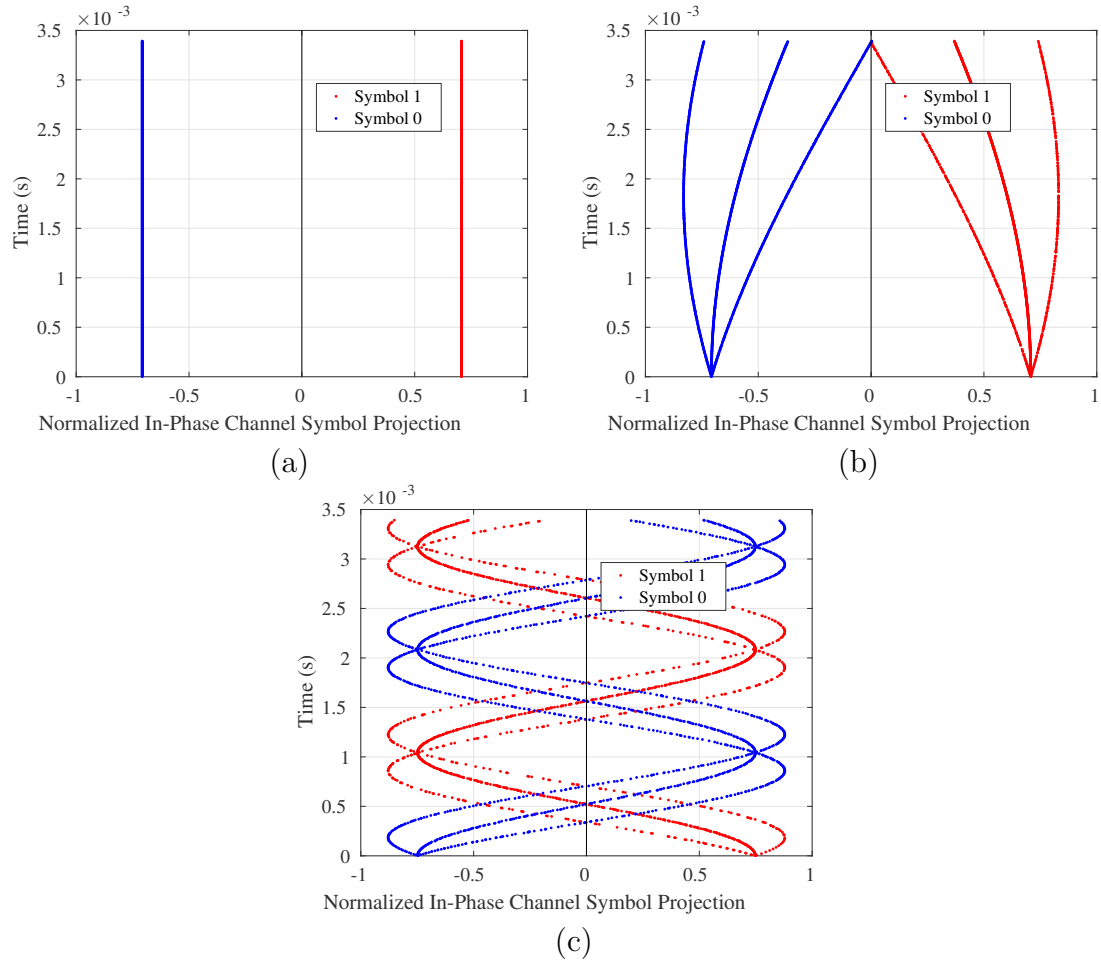 ×10 -3
3.5
3
2.5
2
1.5
1
0.5
0
Time (s)
Symbol 1
Symbol 0
-1 -0.5 0 0.5 1
Normalized In-Phase Channel Symbol Projection
(a)
×10 -3
3.5
3
2.5
2
1.5
1
0.5
0
Time (s)
Symbol 1
Symbol 0
-1 -0.5 0 0.5 1
Normalized In-Phase Channel Symbol Projection
(b)
×10 -3
3.5
3
2.5
2
1.5
1
0.5
0
Time (s)
Symbol 1
Symbol 0
-1 -0.5 0 0.5 1
Normalized In-Phase Channel Symbol Projection
(c)